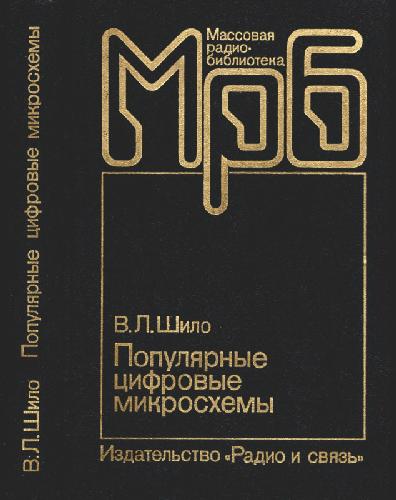 В.Л.Шило Популярные цифровые микросхемы
Массовая
радио-
библиотека
Мрб
В.Л.Шило
Популярные
цифровые
микросхемы
Издательство «Радио и связь»